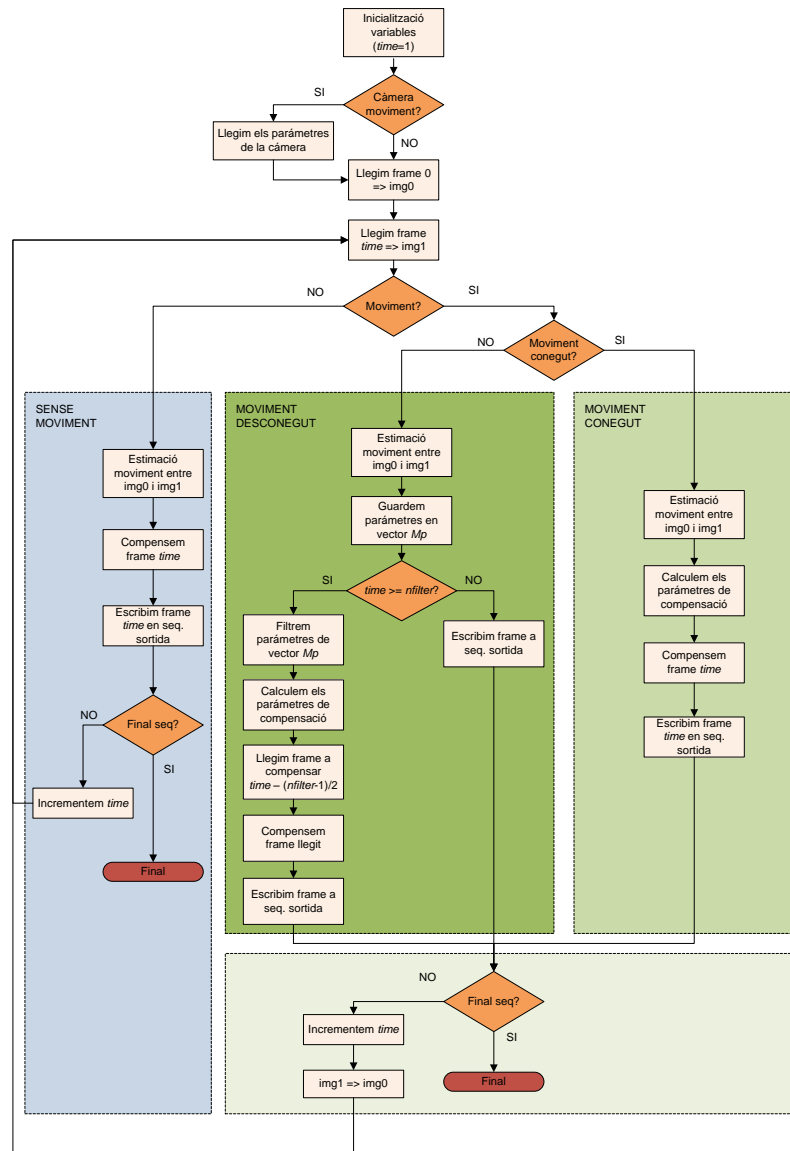 Inicialització
variables
(time=1)
Càmera
moviment?
SI
NO
Llegim els parámetres
de la cámera
Llegim frame 0
=> img0
Llegim frame
time => img1
Moviment?
NO
SI
Moviment
conegut?
NO
SI
SENSE
MOVIMENT
Estimació
moviment entre
img0 i img1
Compensem
frame time
Escribim frame
time en seq.
sortida
Final seq?
NO
SI
Incrementem time
Final
MOVIMENT
DESCONEGUT
Estimació
moviment entre
img0 i img1
Guardem
parámetres en
vector Mp
time >= nfilter?
SI
NO
Filtrem
parámetres de
vector Mp
Calculem els
parámetres de
compensació
Llegim frame a
compensar
time – (nfilter-1)/2
Compensem
frame llegit
Escribim frame a
seq. sortida
Escribim frame a
seq. sortida
MOVIMENT
CONEGUT
Estimació
moviment entre
img0 i img1
Calculem els
parámetres de
compensació
Compensem
frame time
Escribim frame
time en seq.
sortida
Final seq?
NO
SI
Incrementem time
img1 => img0
Final